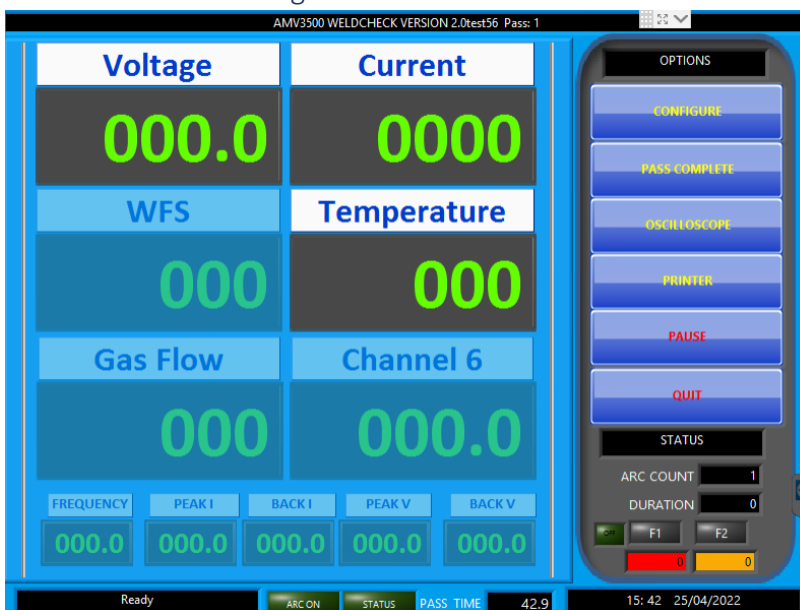 AMV3500 WELDCHECK VERSION 2.0test56 Pass: 1
Voltage Current
000.0 0000
WFS Temperature
000 000
Gas Flow Channel 6
000 000.0
FREQUENCY PEAK I BACK I PEAK V BACK V
000.0 000.0 000.0 000.0 000.0
OPTIONS
CONFIGURE
PASS COMPLETE
OSCILLOSCOPE
PRINTER
PAUSE
QUIT
STATUS
ARC COUNT 1
DURATION 0
OFF F1 F2
0 0
Ready ARC ON STATUS PASS TIME 42.9 15: 42 25/04/2022